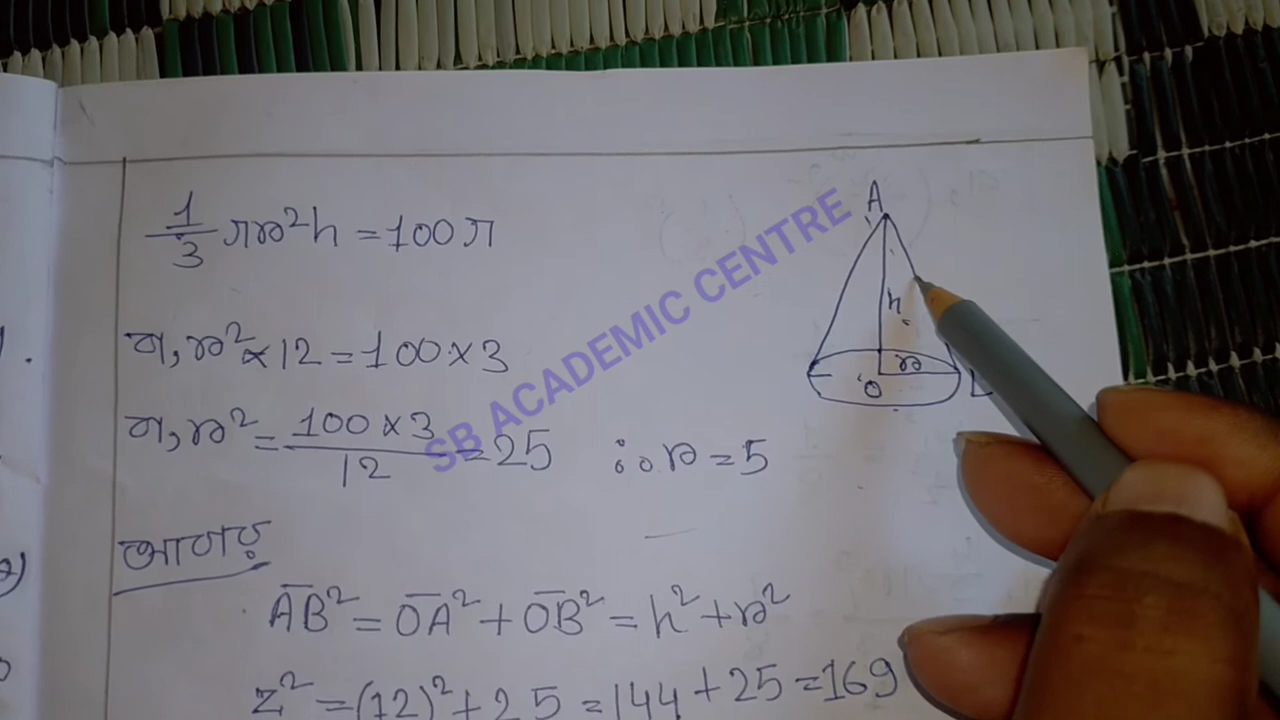 1/3 πr²h = 100π
বা, r² × 12 = 100 × 3
বা, r² = 100 × 3 / 12 = 25 ∴ r = 5
আবার,
AB² = OA² + OB² = h² + r²
z² = (12)² + 25 = 144 + 25 = 169
A
h
O r
SB ACADEMIC CENTRE